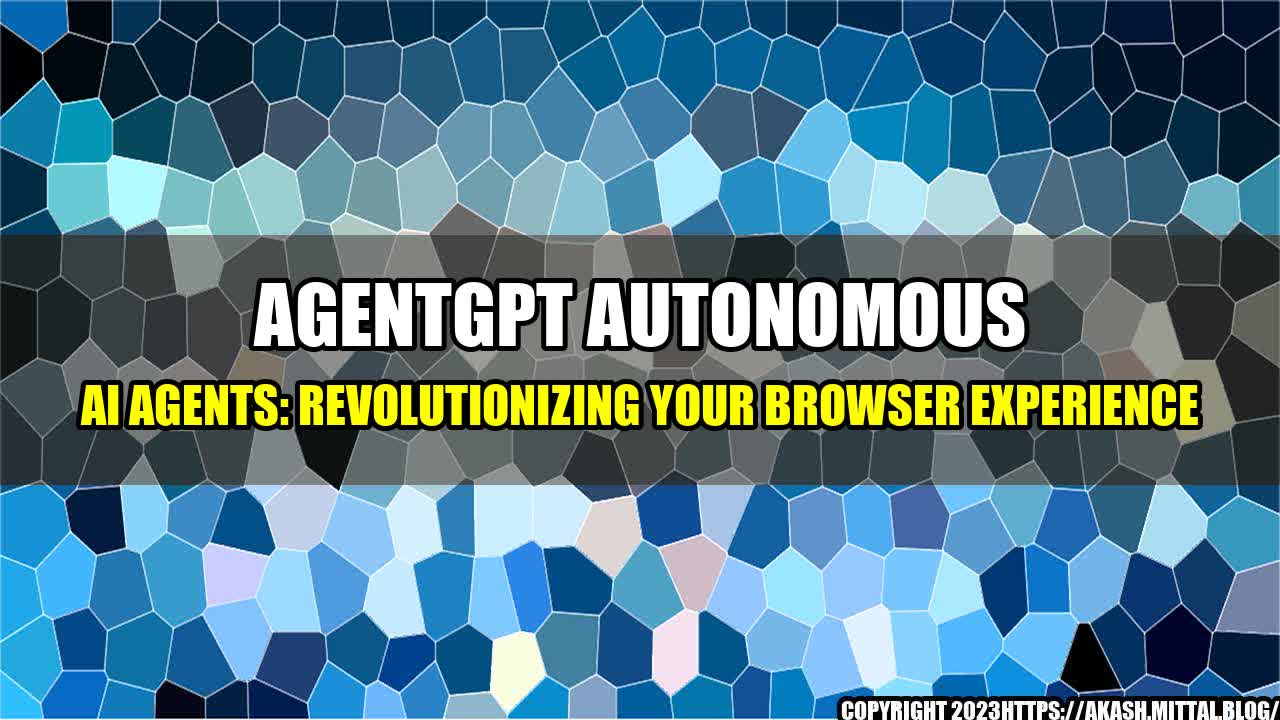 AGENTGPT AUTONOMOUS
AI AGENTS: REVOLUTIONIZING YOUR BROWSER EXPERIENCE
COPYRIGHT 2023HTTPS://AKASH.MITTAL.BLOG/